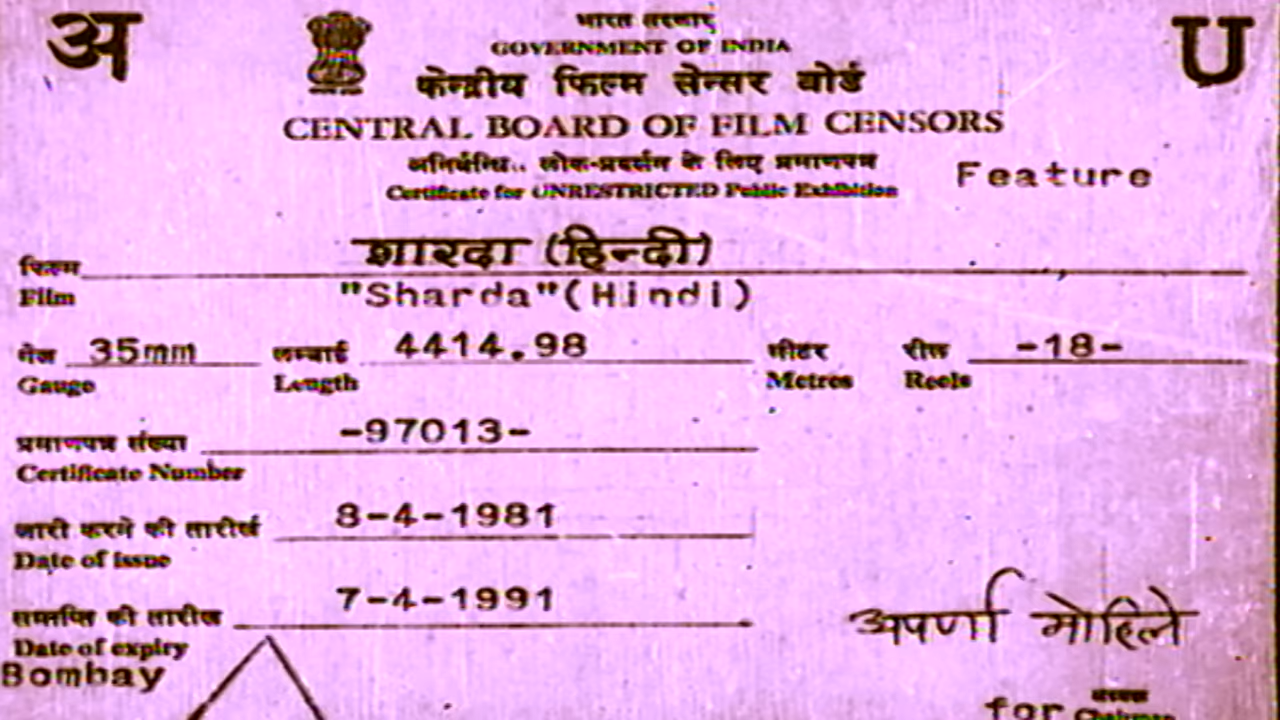 अ
भारत सरकार
U
GOVERNMENT OF INDIA
केन्द्रीय फिल्म सेन्सर बोर्ड
CENTRAL BOARD OF FILM CENSORS
लोक-प्रदर्शन के लिए प्रमाणपत्र
Certificate for UNRESTRICTED Public Exhibition
Feature
फिल्म शारदा (हिन्दी)
Film "Sharda"(Hindi)
गेज 35mm लम्बाई 4414.98 मीटर रील -18-
Gauge Length Metres Reels
प्रमाणपत्र संख्या -97013-
Certificate Number
जारी करने की तारीख 8-4-1981
Date of issue
समाप्ति की तारीख 7-4-1991
Date of expiry
अपर्णा मोहिले
Bombay
for Chairman